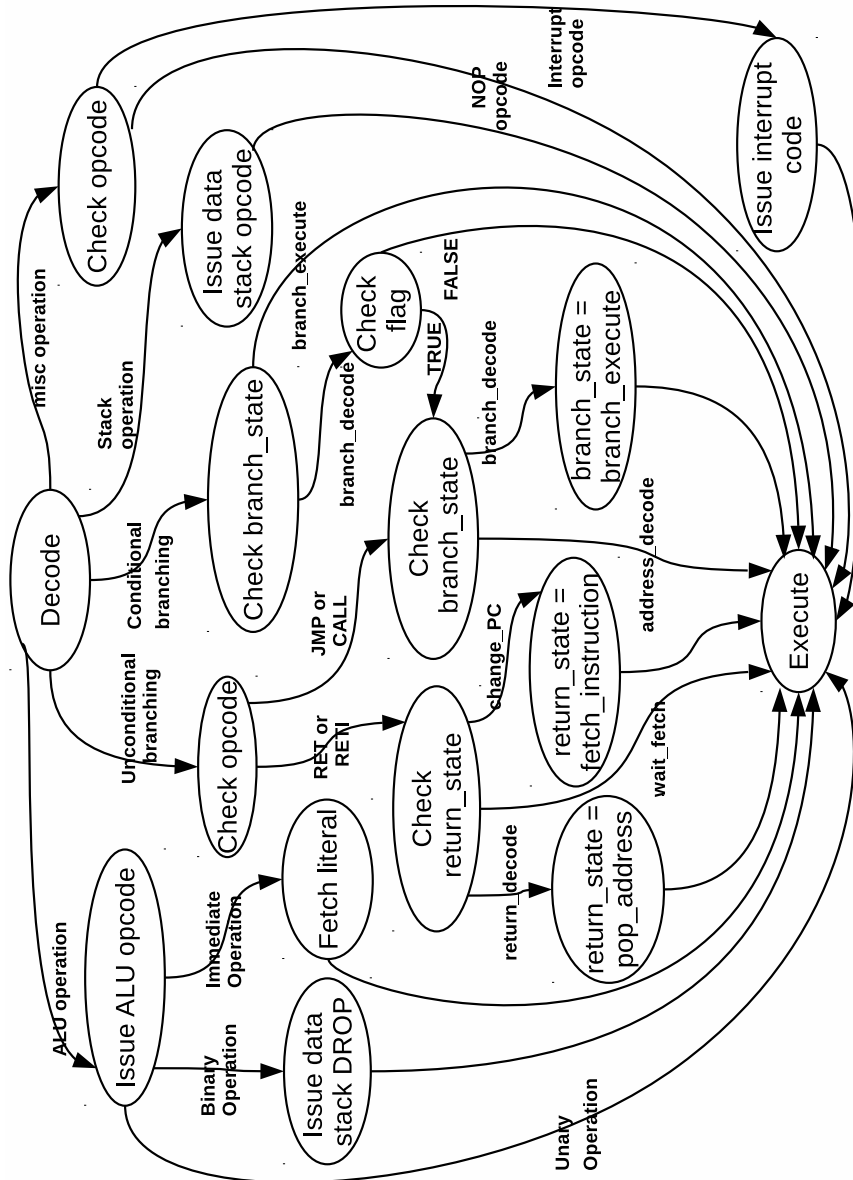 Decode
misc operation
Stack
operation
Conditional
branching
Unconditional
branching
ALU operation
Check opcode
Issue data
stack opcode
Check branch_state
Check opcode
Issue ALU opcode
Interrupt
opcode
NOP
opcode
branch_execute
branch_decode
Check
flag
FALSE
TRUE
JMP or
CALL
RET or
RETI
Immediate
Operation
Binary
Operation
Unary
Operation
Fetch literal
Issue data
stack DROP
Check
branch_state
branch_decode
address_decode
Check
return_state
change_PC
wait_fetch
return_decode
branch_state =
branch_execute
return_state =
fetch_instruction
return_state =
pop_address
Issue interrupt
code
Execute